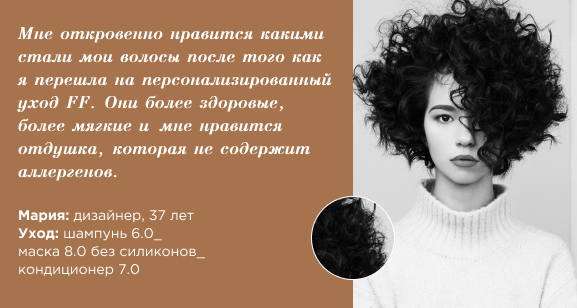 Мне откровенно нравится какими
стали мои волосы после того как
я перешла на персонализированный
уход FF. Они более здоровые,
более мягкие и мне нравится
отдушка, которая не содержит
аллергенов.
Мария: дизайнер, 37 лет
Уход: шампунь 6.0_
маска 8.0 без силиконов_
кондиционер 7.0